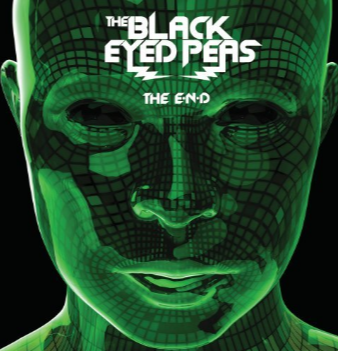 THE BLACK
EYED PEAS
THE E·N·D